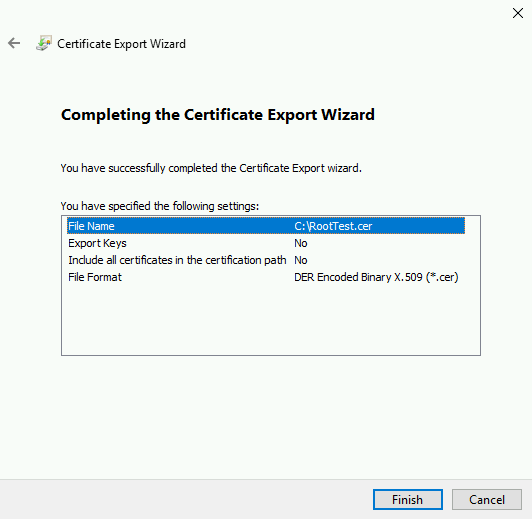 Certificate Export Wizard
Completing the Certificate Export Wizard
You have successfully completed the Certificate Export wizard.
You have specified the following settings:
File Name C:\RootTest.cer
Export Keys No
Include all certificates in the certification path No
File Format DER Encoded Binary X.509 (*.cer)
Finish Cancel